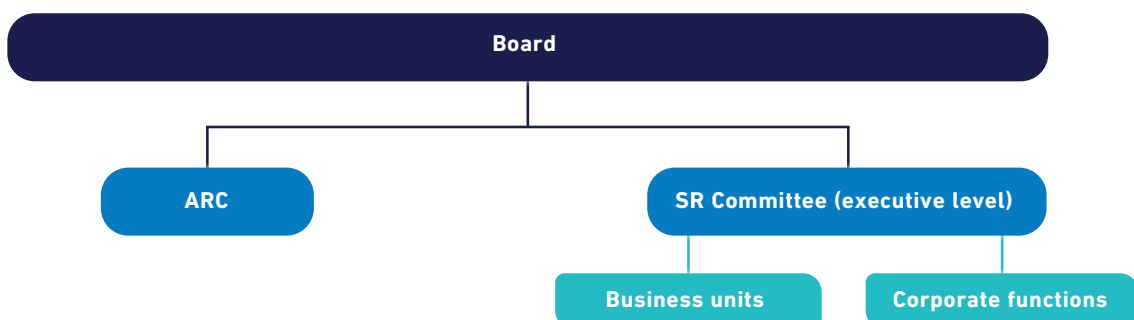 Board
ARC
SR Committee (executive level)
Business units
Corporate functions